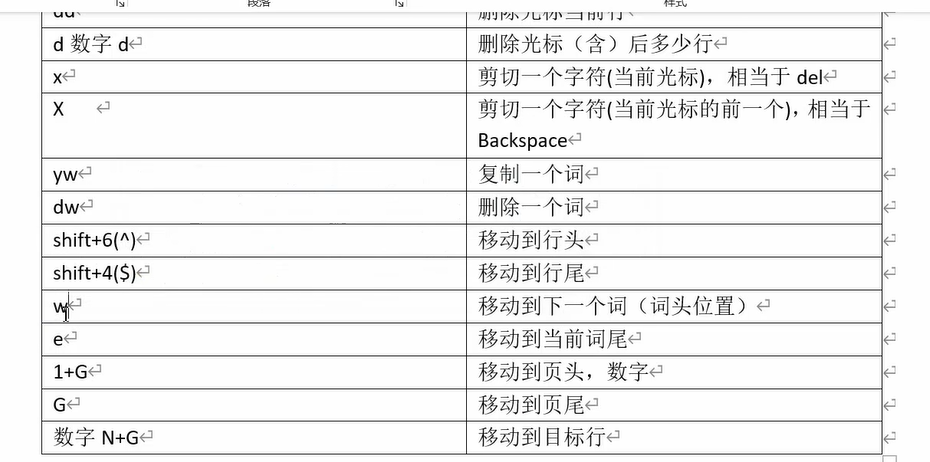 段落
样式
dd
删除光标当前行
d 数字 d
删除光标（含）后多少行
x
剪切一个字符(当前光标)，相当于 del
X
剪切一个字符(当前光标的前一个)，相当于
Backspace
yw
复制一个词
dw
删除一个词
shift+6(^)
移动到行头
shift+4($)
移动到行尾
w
移动到下一个词（词头位置）
e
移动到当前词尾
1+G
移动到页头，数字
G
移动到页尾
数字 N+G
移动到目标行